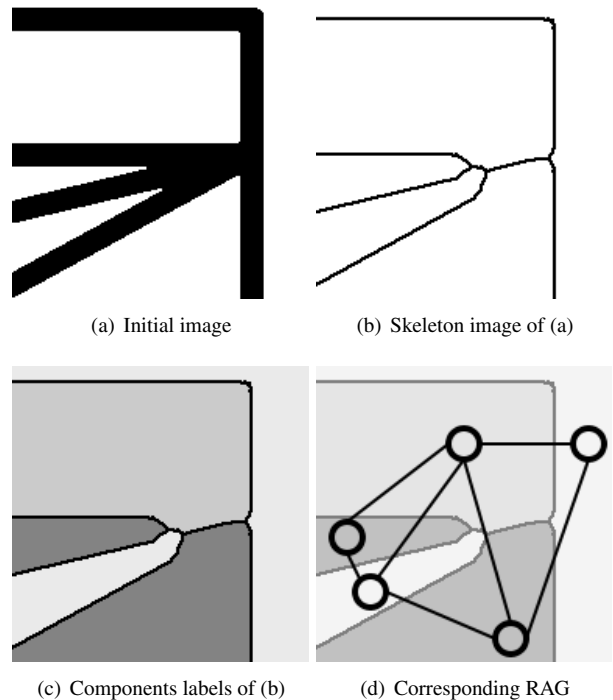 (a) Initial image
(b) Skeleton image of (a)
(c) Components labels of (b)
(d) Corresponding RAG